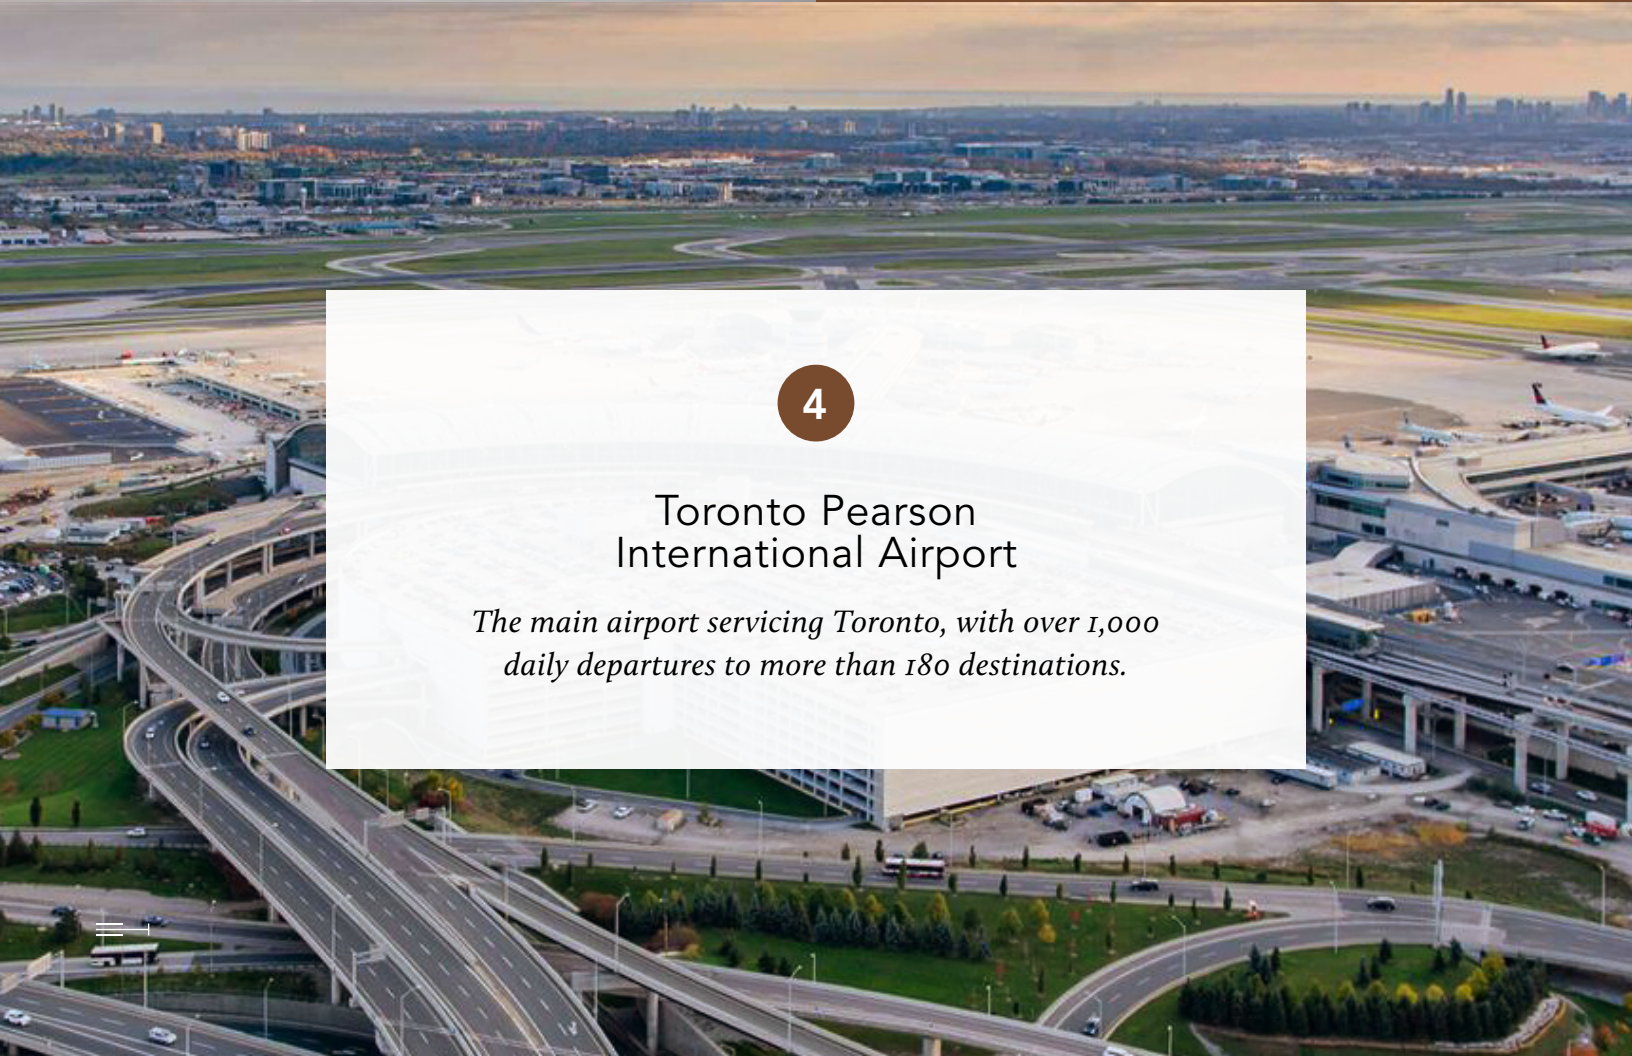 4
Toronto Pearson
International Airport
The main airport servicing Toronto, with over 1,000
daily departures to more than 180 destinations.